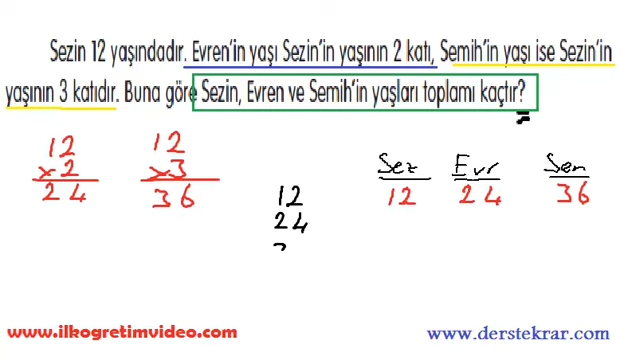 Sezin 12 yaşındadır. Evren'in yaşı Sezin'in yaşının 2 katı, Semih'in yaşı ise Sezin'in
yaşının 3 katıdır. Buna göre Sezin, Evren ve Semih'in yaşları toplamı kaçtır?
12
x2
24
12
x3
36
12
24
Sez Evr Sem
12 24 36
www.ilkogretimvideo.com
www.derstekrar.com